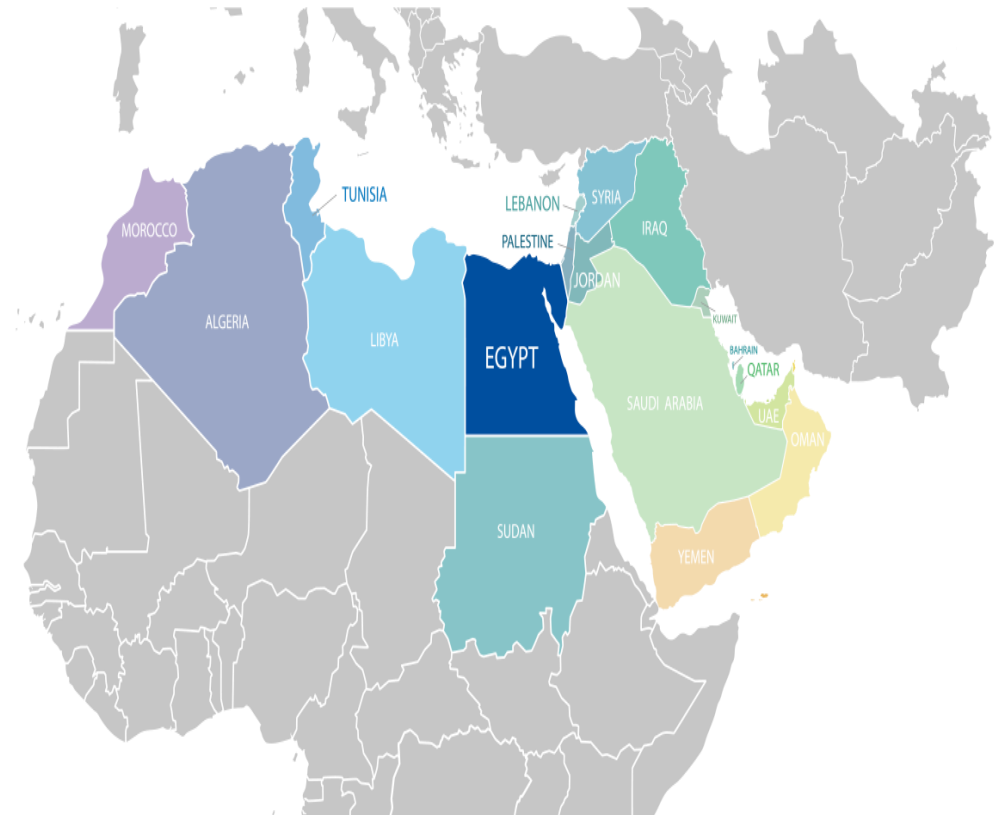 TUNISIA
LEBANON
SYRIA
MOROCCO
PALESTINE
IRAQ
JORDAN
ALGERIA
KUWAIT
LIBYA
EGYPT
BAHRAIN
QATAR
SAUDI ARABIA
UAE
OMAN
SUDAN
YEMEN